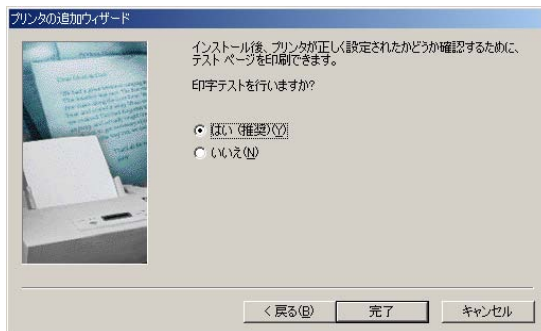 プリンタの追加ウィザード
インストール後、プリンタが正しく設定されたかどうか確認するために、
テスト ページを印刷できます。
印字テストを行いますか?
はい (推奨)(Y)
いいえ(N)
< 戻る(B)
完了
キャンセル